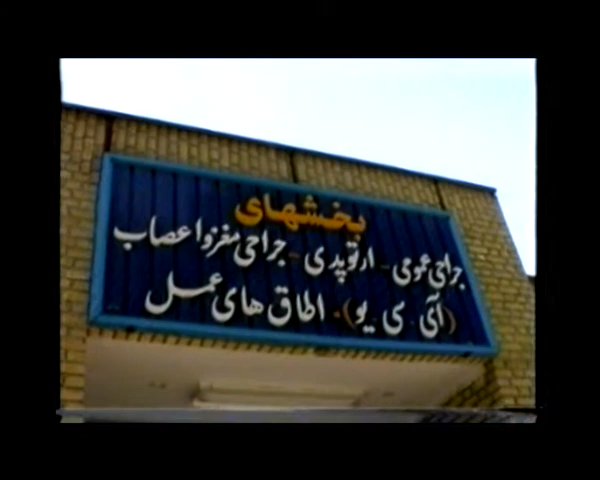 بخشهای
جراحی عمومی - ارتوپدی - جراحی مغز و اعصاب
(آی سی یو) - اطاق های عمل